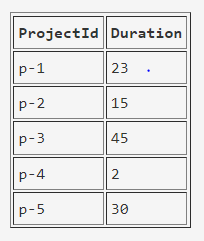 ProjectId Duration
p-1 23 .
p-2 15
p-3 45
p-4 2
p-5 30